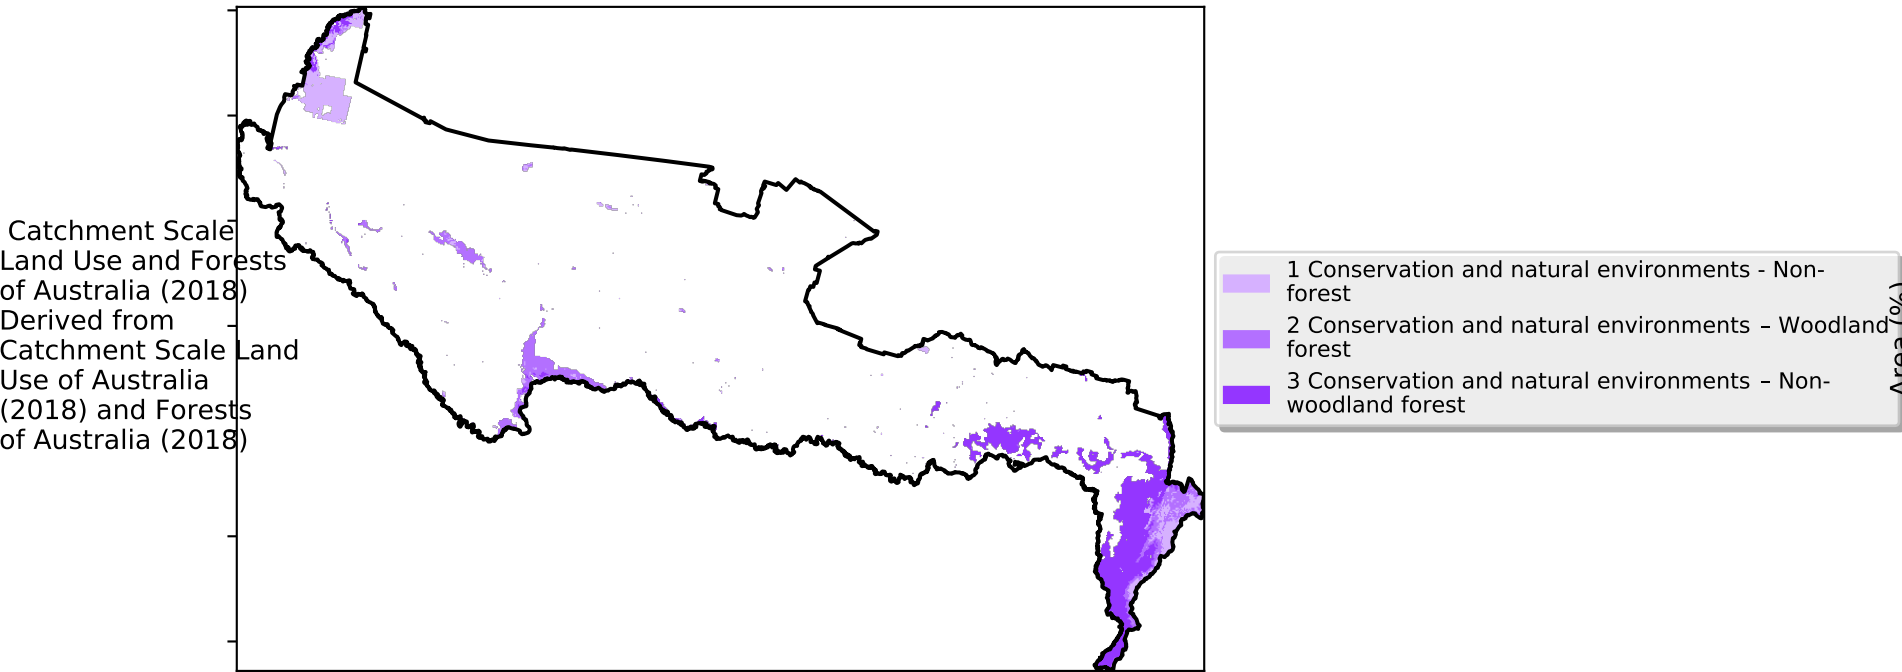 Catchment Scale
Land Use and Forests
of Australia (2018)
Derived from
Catchment Scale Land
Use of Australia
(2018) and Forests
of Australia (2018)
1 Conservation and natural environments - Non-
forest
2 Conservation and natural environments – Woodland
forest
3 Conservation and natural environments – Non-
woodland forest
Area (%)